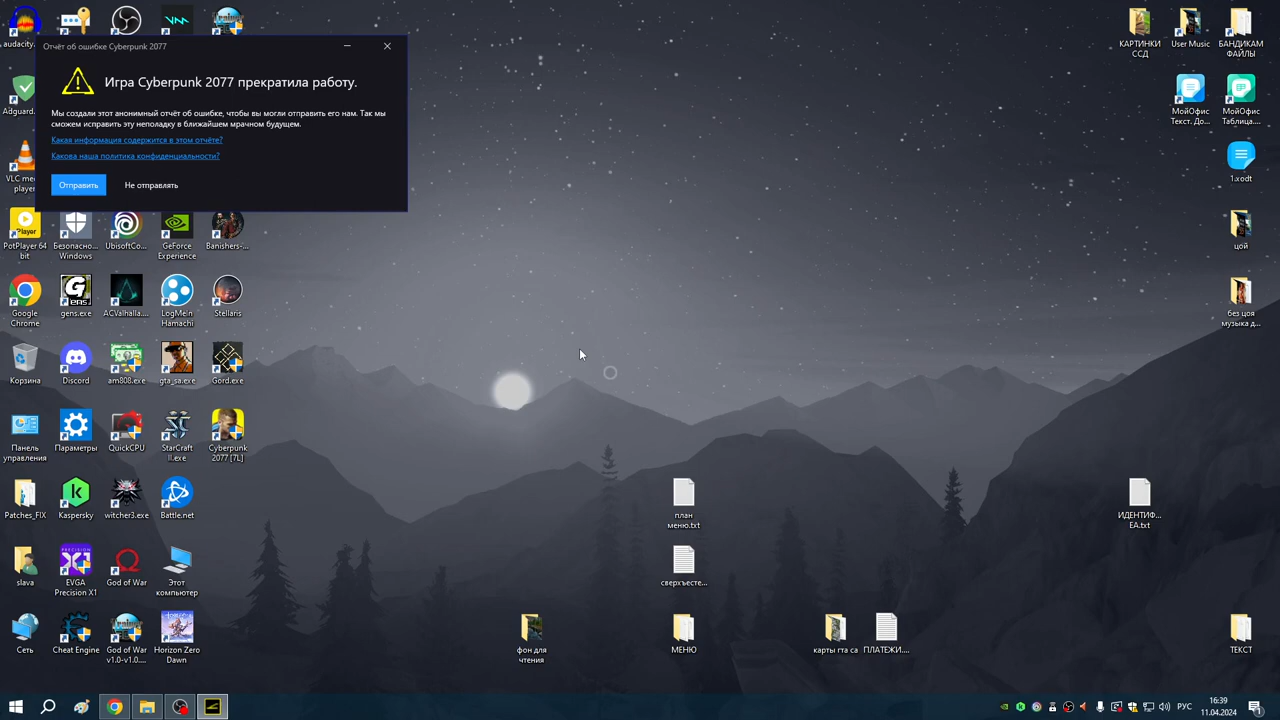 audacity....
КАРТИНКИ
ССД
User Music
БАНДИКАМ
ФАЙЛЫ
Отчёт об ошибке Cyberpunk 2077
Игра Cyberpunk 2077 прекратила работу.
Мы создали этот анонимный отчёт об ошибке, чтобы вы могли отправить его нам. Так мы
сможем исправить эту неполадку в ближайшем мрачном будущем.
Какая информация содержится в этом отчёте?
Какова наша политика конфиденциальности?
Отправить
Не отправлять
Adguard....
VLC me...
player
МойОфис
Текст. До...
МойОфис
Таблица....
1.xodt
PotPlayer 64
bit
Безопасно...
Windows
UbisoftCo...
GeForce
Experience
Banishers-...
цой
Google
Chrome
gens.exe
ACValhalla....
LogMeIn
Hamachi
Stellaris
без цоя
музыка д...
Корзина
Discord
am808.exe
gta_sa.exe
Gord.exe
Панель
управления
Параметры
QuickCPU
StarCraft
II.exe
Cyberpunk
2077 [7L]
Patches_FIX
Kaspersky
witcher3.exe
Battle.net
план
меню.txt
ИДЕНТИФ...
EA.txt
slava
EVGA
Precision X1
God of War
Этот
компьютер
сверхъесте...
Сеть
Cheat Engine
God of War
v1.0-v1.0....
Horizon Zero
Dawn
фон для
чтения
МЕНЮ
карты гта са
ПЛАТЕЖИ....
ТЕКСТ
РУС
16:39
11.04.2024